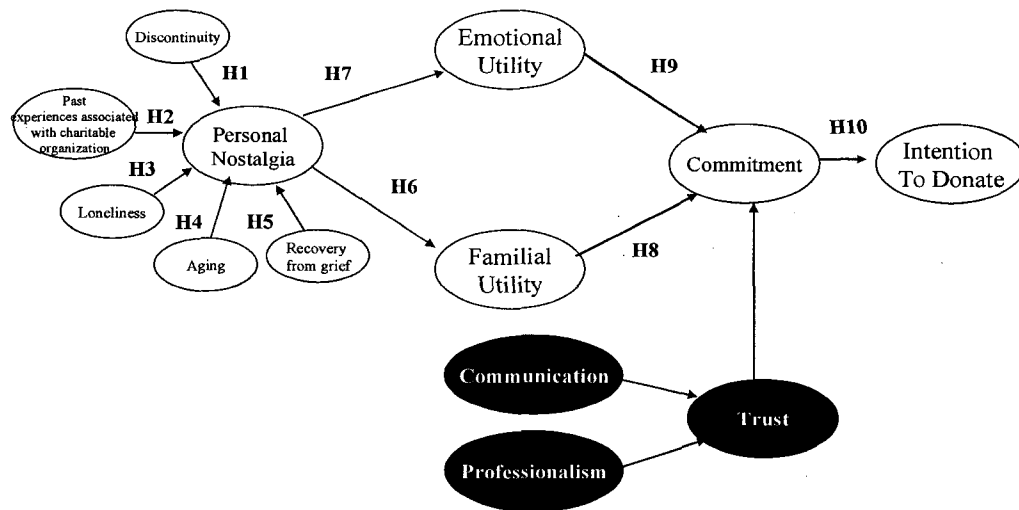 Discontinuity
H1
Past
experiences associated
with charitable
organization
H2
Personal
Nostalgia
H3
Loneliness
H4
Aging
H5
Recovery
from grief
H7
Emotional
Utility
H6
Familial
Utility
H9
H8
Commitment
H10
Intention
To Donate
Communication
Professionalism
Trust